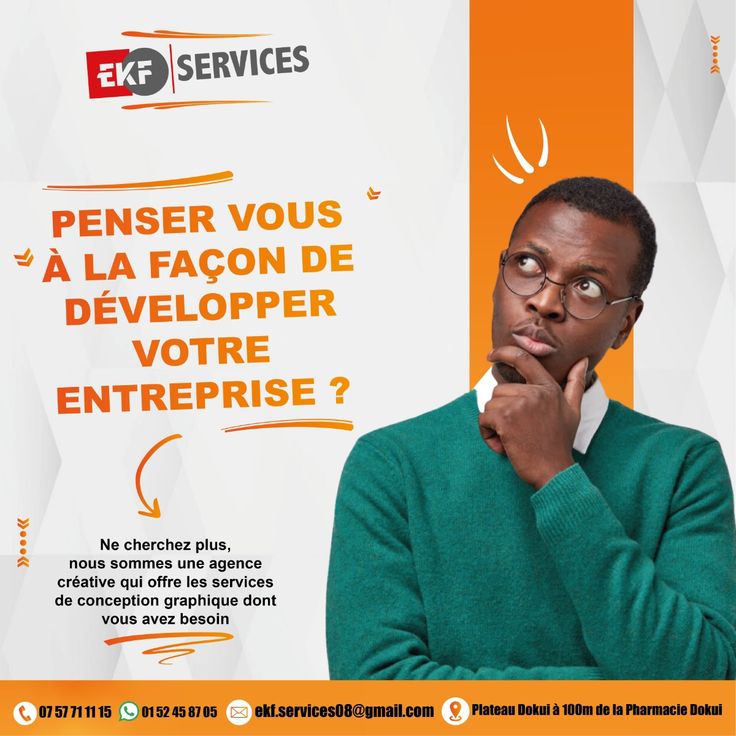 EKF SERVICES
PENSER VOUS
À LA FAÇON DE
DÉVELOPPER
VOTRE
ENTREPRISE ?
Ne cherchez plus,
nous sommes une agence
créative qui offre les services
de conception graphique dont
vous avez besoin
07 57 71 11 15 01 52 45 87 05 ekf.services08@gmail.com Plateau Dokui à 100m de la Pharmacie Dokui